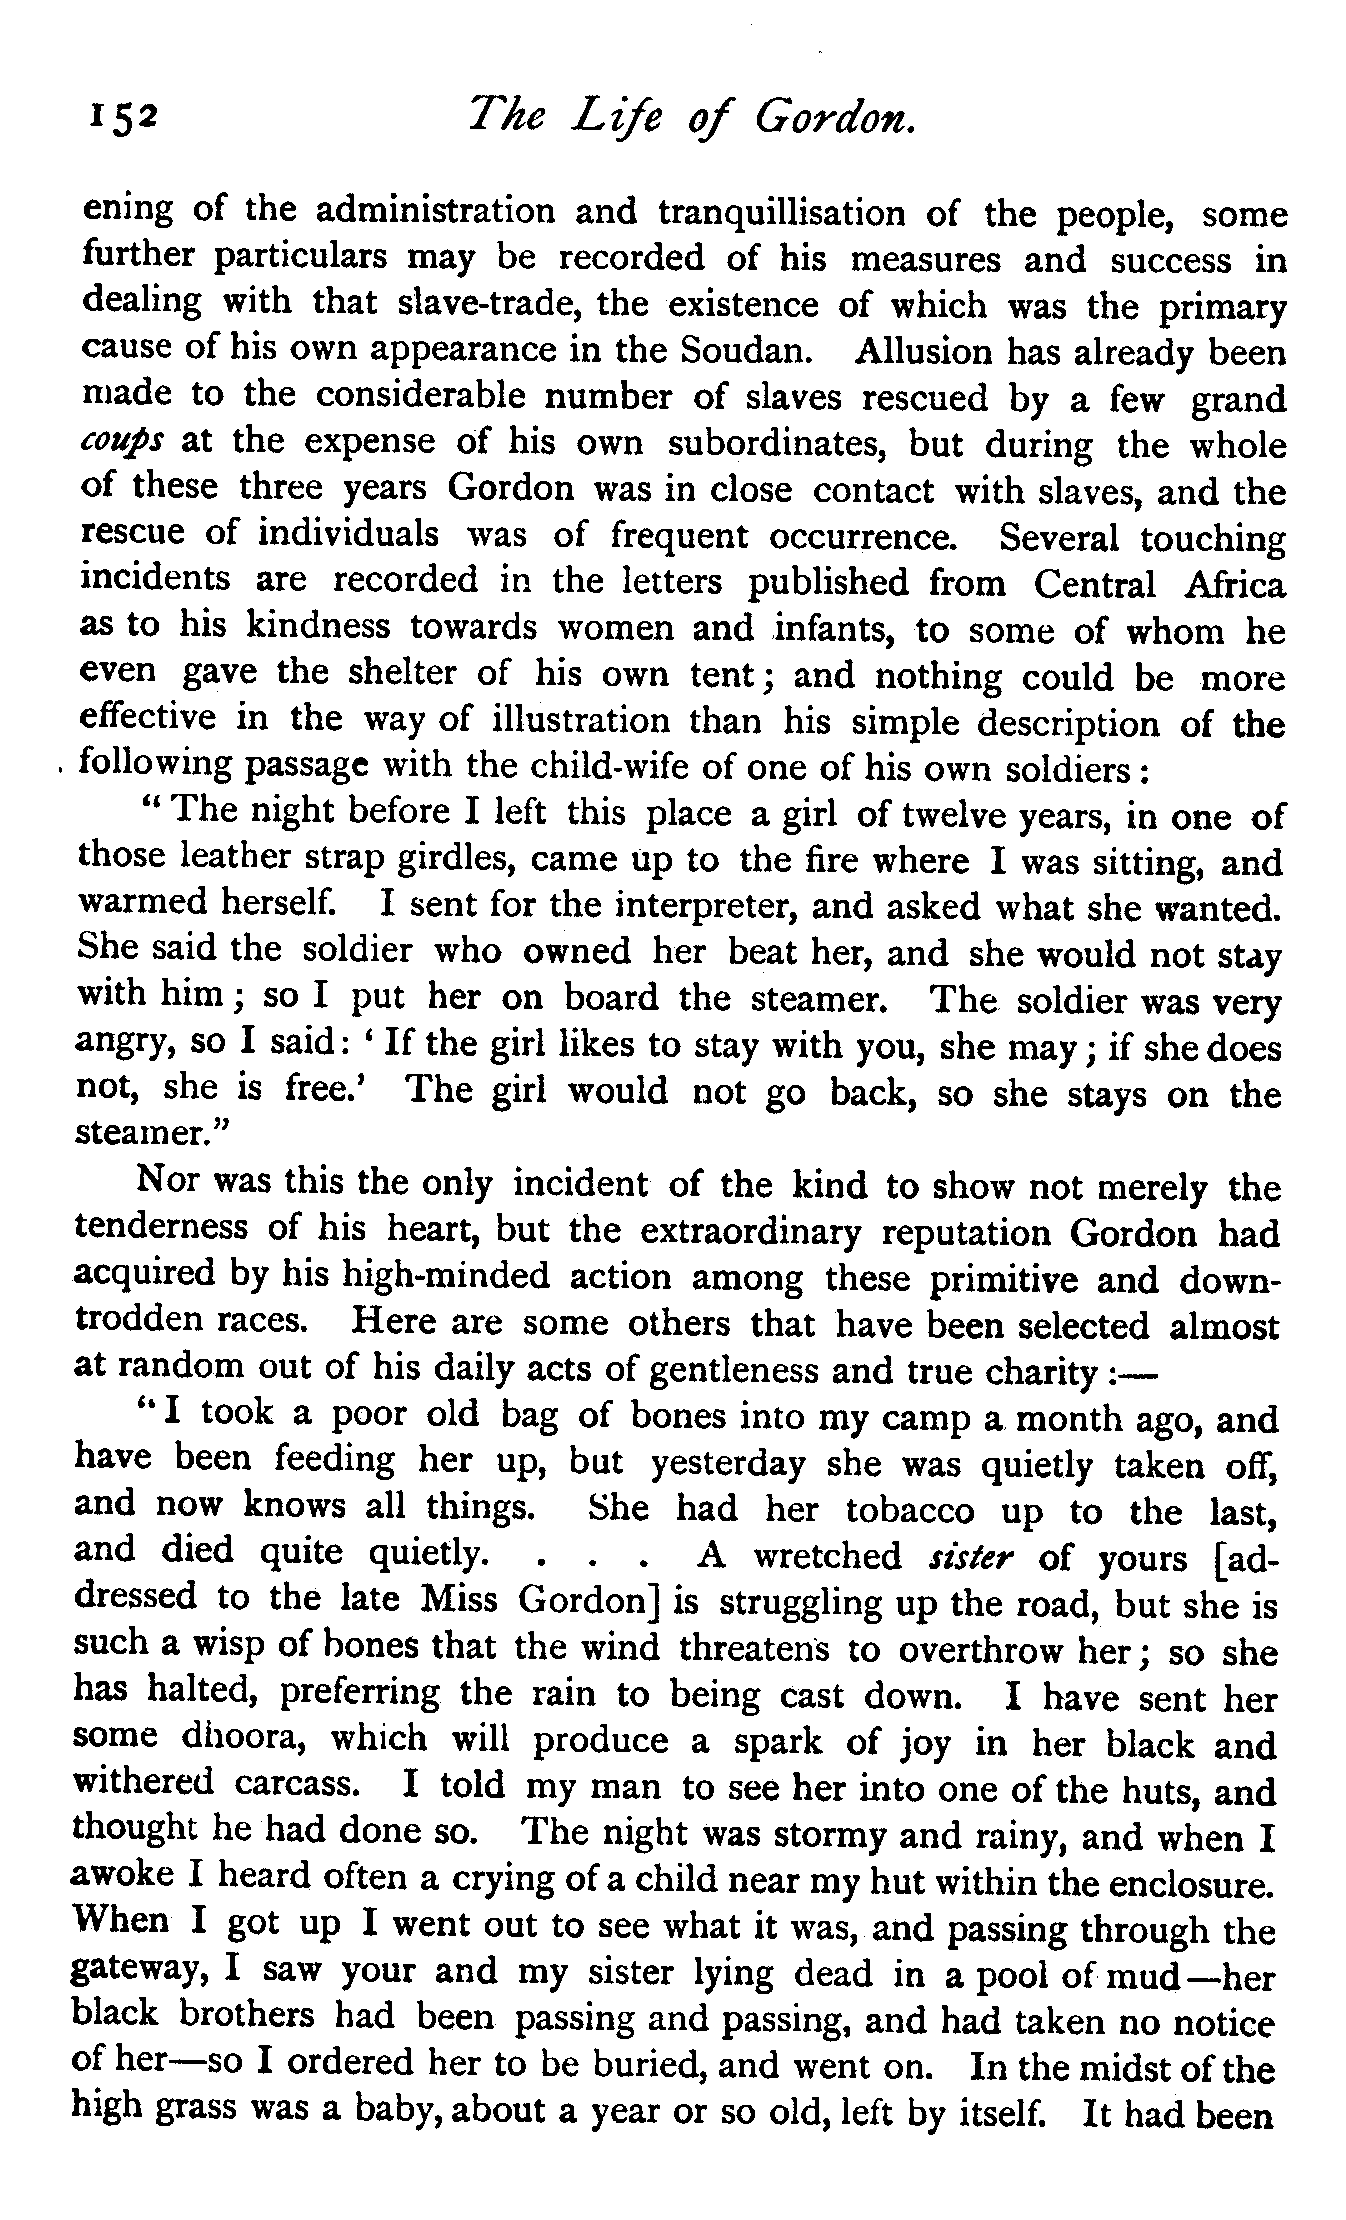 152 The Life of Gordon.
ening of the administration and tranquillisation of the people, some
further particulars may be recorded of his measures and success in
dealing with that slave-trade, the existence of which was the primary
cause of his own appearance in the Soudan. Allusion has already been
made to the considerable number of slaves rescued by a few grand
coups at the expense of his own subordinates, but during the whole
of these three years Gordon was in close contact with slaves, and the
rescue of individuals was of frequent occurrence. Several touching
incidents are recorded in the letters published from Central Africa
as to his kindness towards women and infants, to some of whom he
even gave the shelter of his own tent; and nothing could be more
effective in the way of illustration than his simple description of the
following passage with the child-wife of one of his own soldiers:
"The night before I left this place a girl of twelve years, in one of
those leather strap girdles, came up to the fire where I was sitting, and
warmed herself. I sent for the interpreter, and asked what she wanted.
She said the soldier who owned her beat her, and she would not stay
with him; so I put her on board the steamer. The soldier was very
angry, so I said: 'If the girl likes to stay with you, she may; if she does
not, she is free.' The girl would not go back, so she stays on the
steamer."
Nor was this the only incident of the kind to show not merely the
tenderness of his heart, but the extraordinary reputation Gordon had
acquired by his high-minded action among these primitive and down-
trodden races. Here are some others that have been selected almost
at random out of his daily acts of gentleness and true charity:—
"I took a poor old bag of bones into my camp a month ago, and
have been feeding her up, but yesterday she was quietly taken off,
and now knows all things. She had her tobacco up to the last,
and died quite quietly. . . . A wretched sister of yours [ad-
dressed to the late Miss Gordon] is struggling up the road, but she is
such a wisp of bones that the wind threatens to overthrow her; so she
has halted, preferring the rain to being cast down. I have sent her
some dhoora, which will produce a spark of joy in her black and
withered carcass. I told my man to see her into one of the huts, and
thought he had done so. The night was stormy and rainy, and when I
awoke I heard often a crying of a child near my hut within the enclosure.
When I got up I went out to see what it was, and passing through the
gateway, I saw your and my sister lying dead in a pool of mud—her
black brothers had been passing and passing, and had taken no notice
of her—so I ordered her to be buried, and went on. In the midst of the
high grass was a baby, about a year or so old, left by itself. It had been